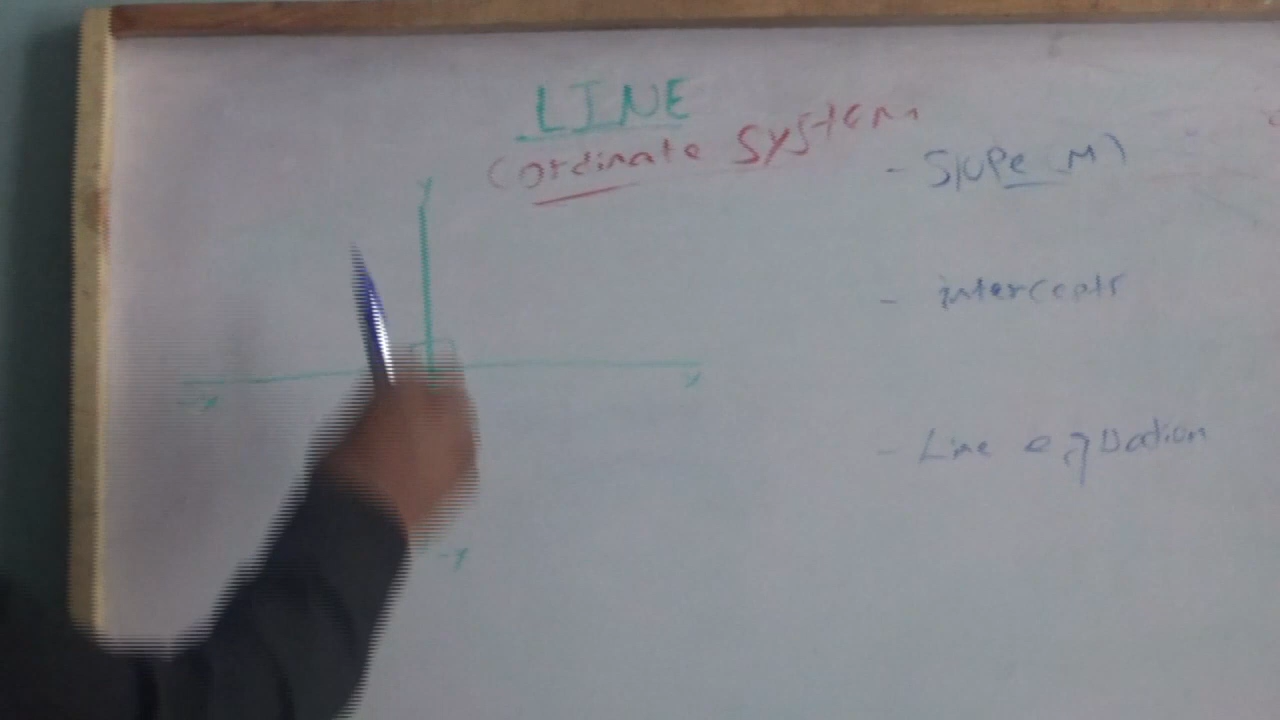 LINE
Cordinate System
- Slope M)
- intercepts
- Line equation
y
x
-x
-y